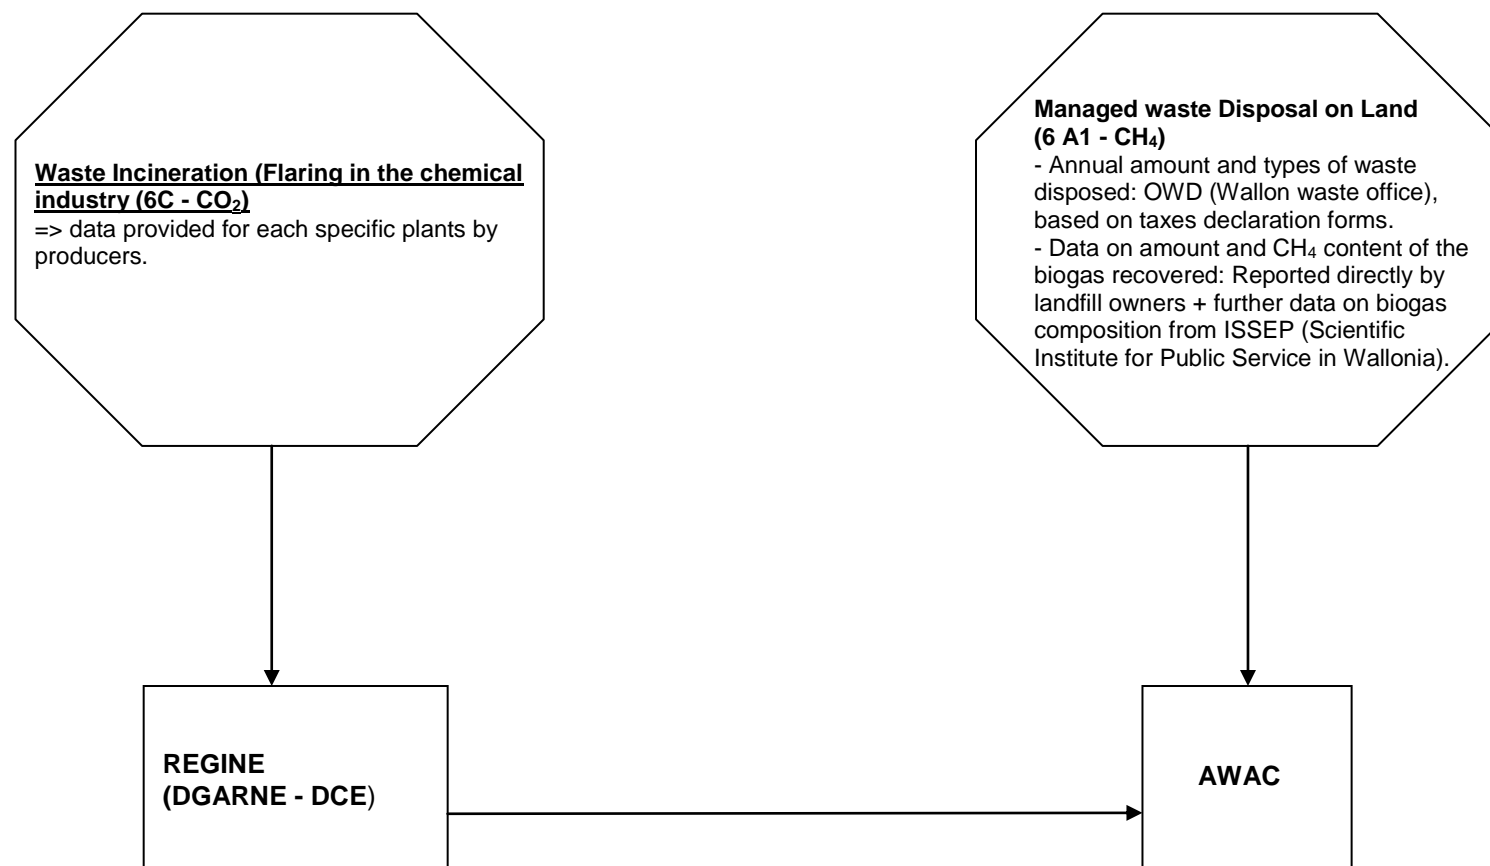 Waste Incineration (Flaring in the chemical
industry (6C - CO₂)
=> data provided for each specific plants by
producers.
Managed waste Disposal on Land
(6 A1 - CH₄)
- Annual amount and types of waste
disposed: OWD (Wallon waste office),
based on taxes declaration forms.
- Data on amount and CH₄ content of the
biogas recovered: Reported directly by
landfill owners + further data on biogas
composition from ISSEP (Scientific
Institute for Public Service in Wallonia).
REGINE
(DGARNE - DCE)
AWAC